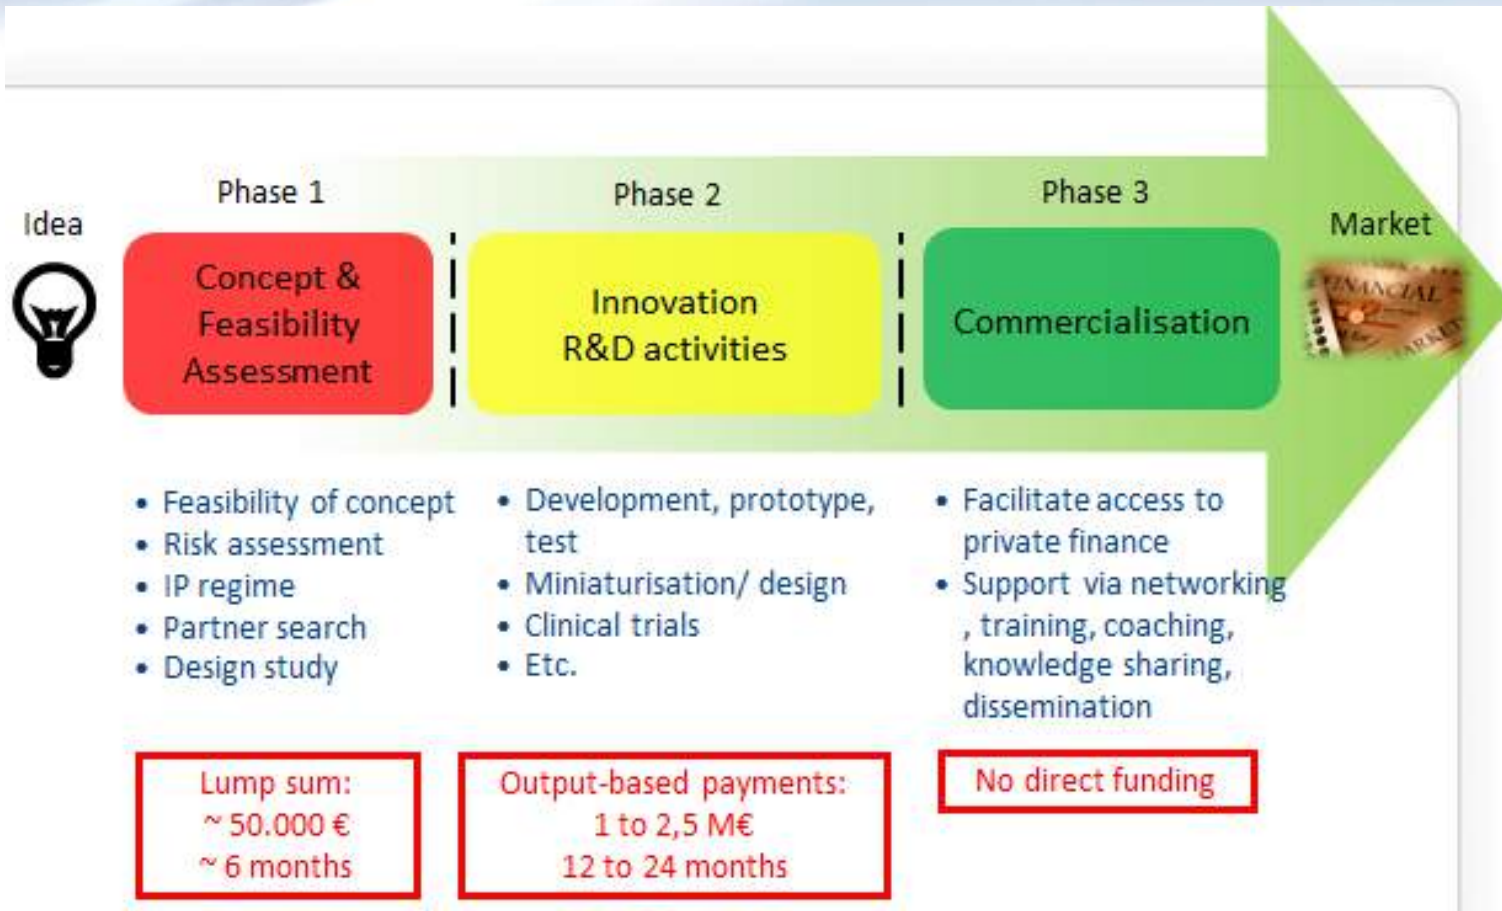 Phase 1
Phase 2
Phase 3
Idea
Market
Concept &
Feasibility
Assessment
Innovation
R&D activities
Commercialisation
FINANCIAL
MARKET
• Feasibility of concept
• Risk assessment
• IP regime
• Partner search
• Design study
• Development, prototype,
test
• Miniaturisation/ design
• Clinical trials
• Etc.
• Facilitate access to
private finance
• Support via networking
, training, coaching,
knowledge sharing,
dissemination
Lump sum:
~ 50.000 €
~ 6 months
Output-based payments:
1 to 2,5 M€
12 to 24 months
No direct funding